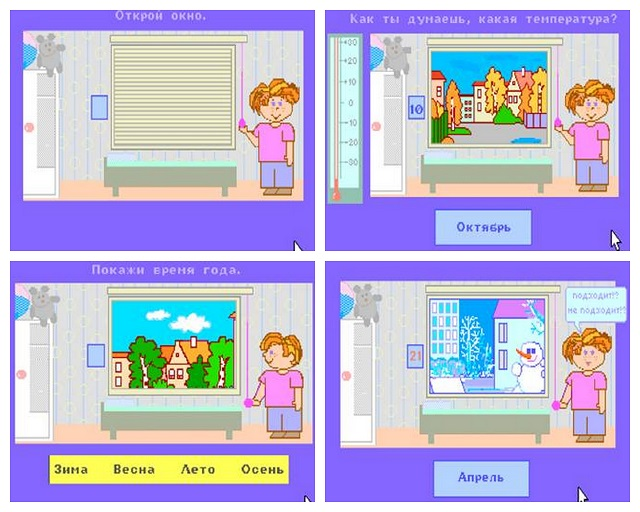 Открой окно.
Как ты думаешь, какая температура?
+30
+20
+10
0
-10
-20
-30
10
Октябрь
Покажи время года.
Зима Весна Лето Осень
подходит!?
не подходит!?
21
Апрель